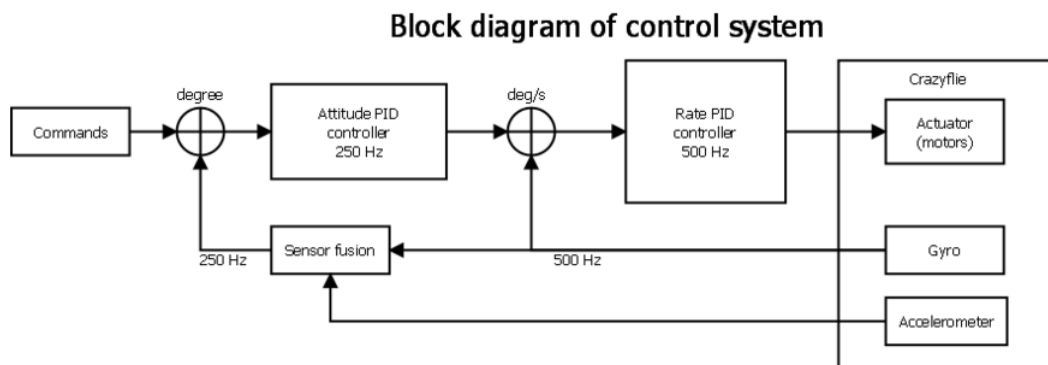 Block diagram of control system
Crazyflie
degree
deg/s
Commands
Attitude PID
controller
250 Hz
Rate PID
controller
500 Hz
Actuator
(motors)
Sensor fusion
250 Hz
500 Hz
Gyro
Accelerometer